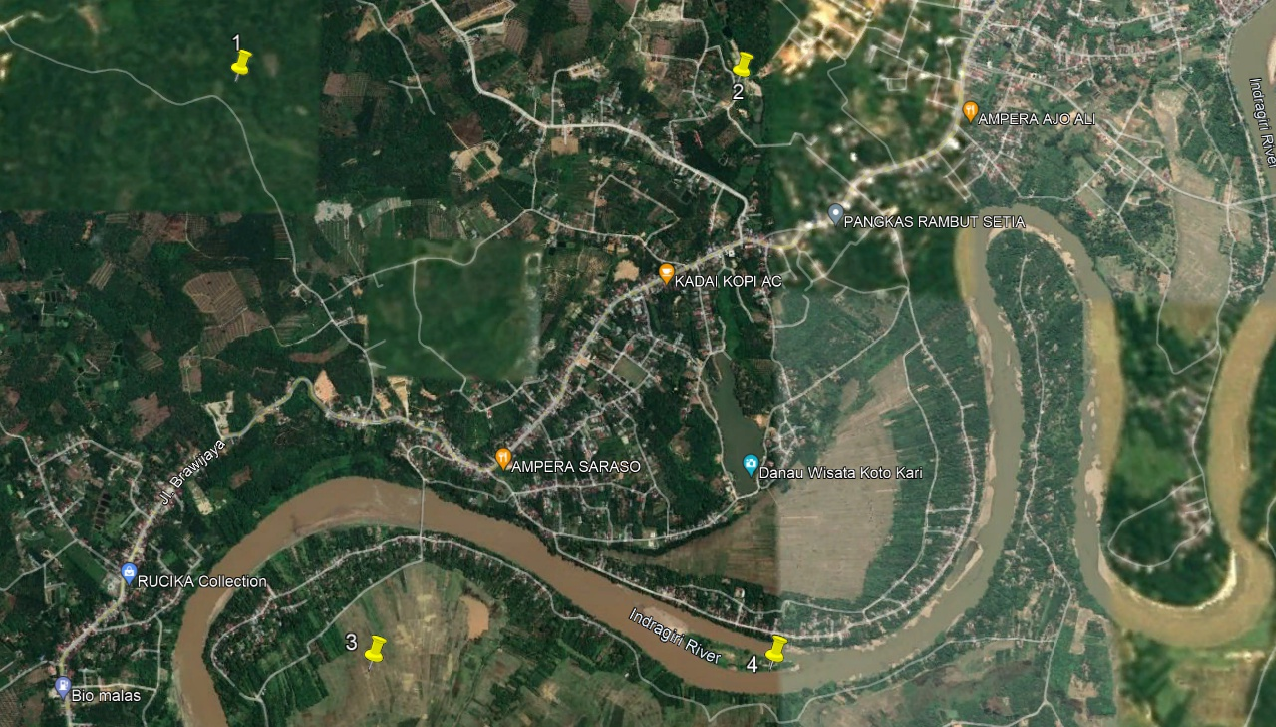 1
2
AMPERA AJO ALI
Indragiri River
PANGKAS RAMBUT SETIA
KADAI KOPI AC
Jl. Brawijaya
AMPERA SARASO
Danau Wisata Koto Kari
RUCIKA Collection
Indragiri River
3
4
Bio malas